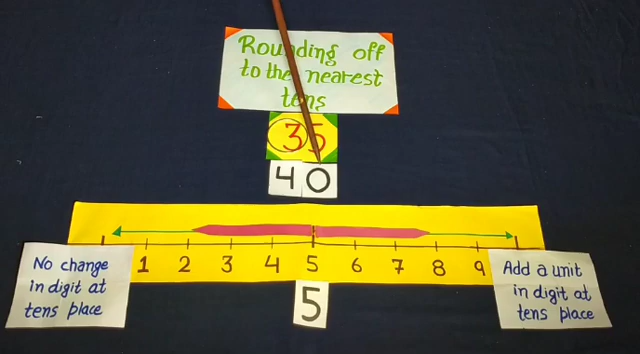 Rounding off
to the nearest
tens
35
40
1 2 3 4 5 6 7 8 9
No change
in digit at
tens place
5
Add a unit
in digit at
tens place